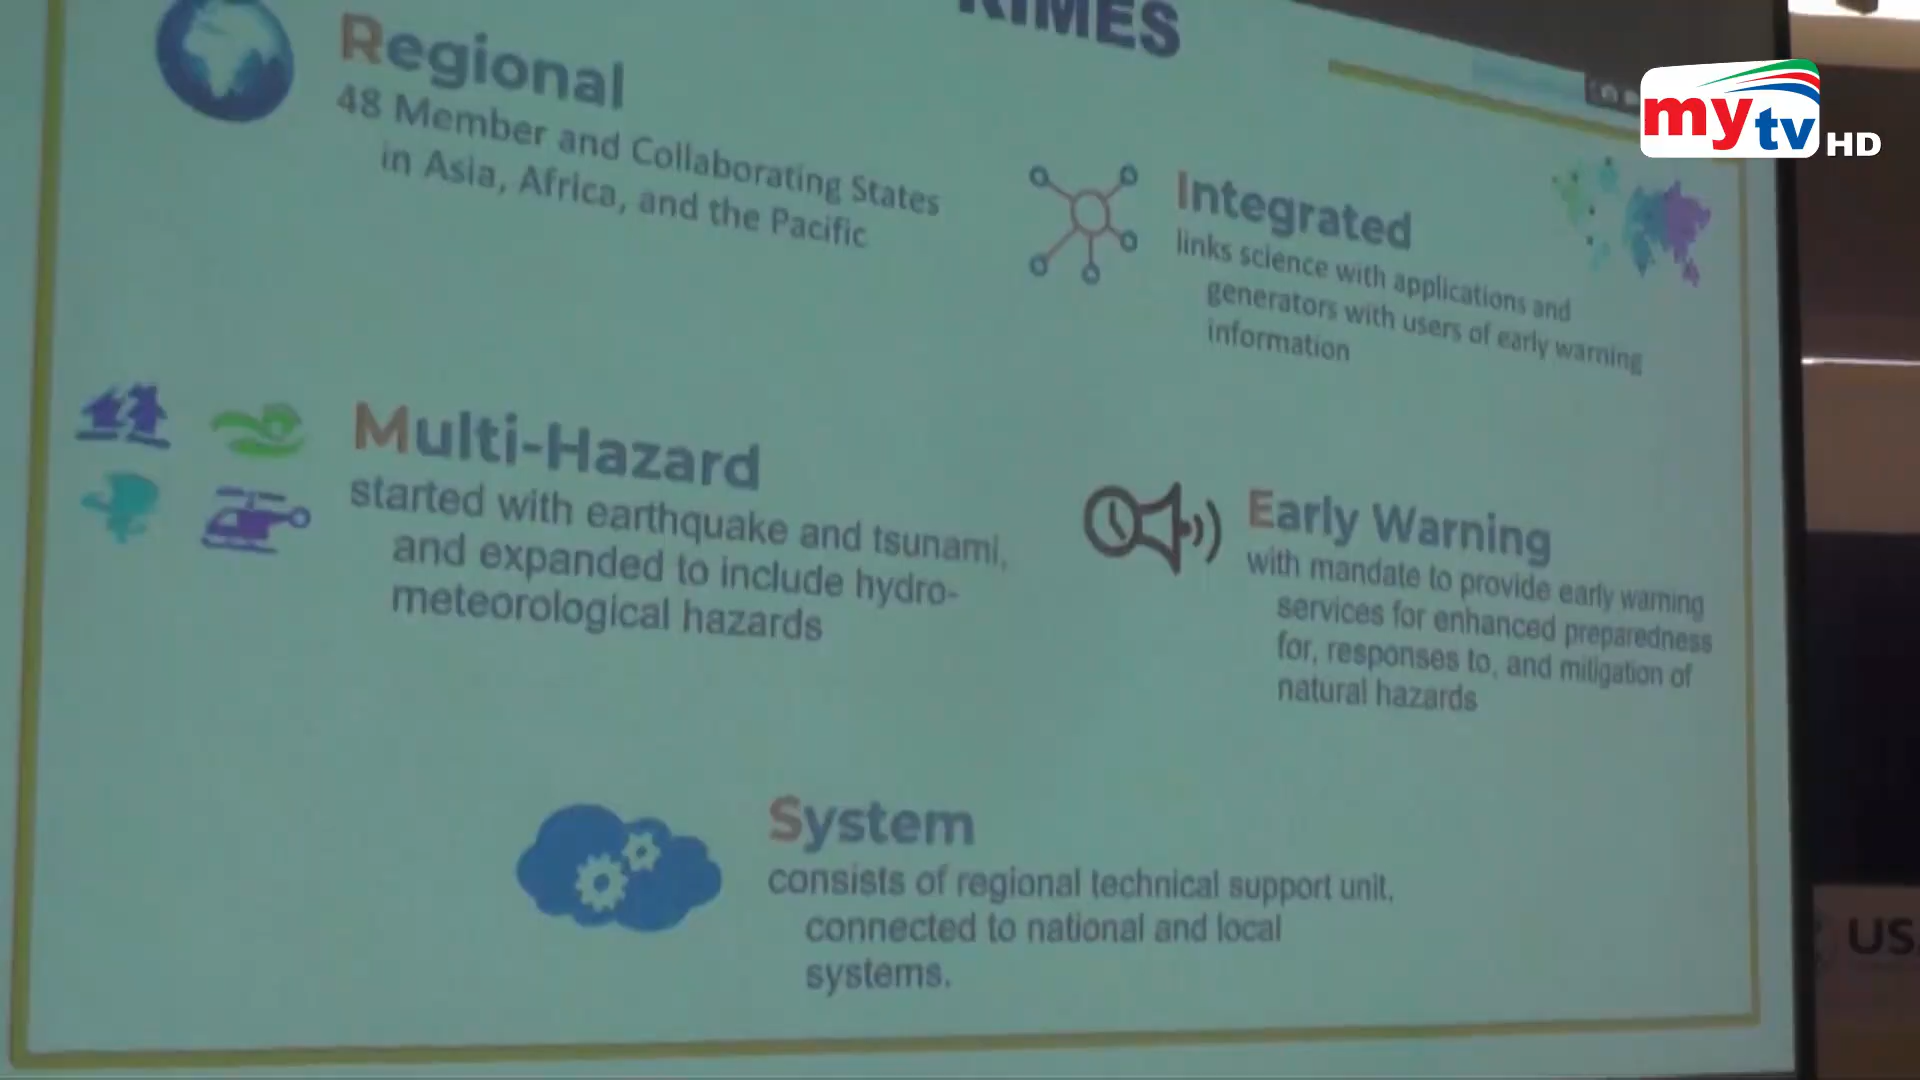 RIMES
Regional
48 Member and Collaborating States
in Asia, Africa, and the Pacific
Integrated
links science with applications and
generators with users of early warning
information
Multi-Hazard
started with earthquake and tsunami,
and expanded to include hydro-
meteorological hazards
Early Warning
with mandate to provide early warning
services for enhanced preparedness
for, responses to, and mitigation of
natural hazards
System
consists of regional technical support unit,
connected to national and local
systems.
my tv HD
US